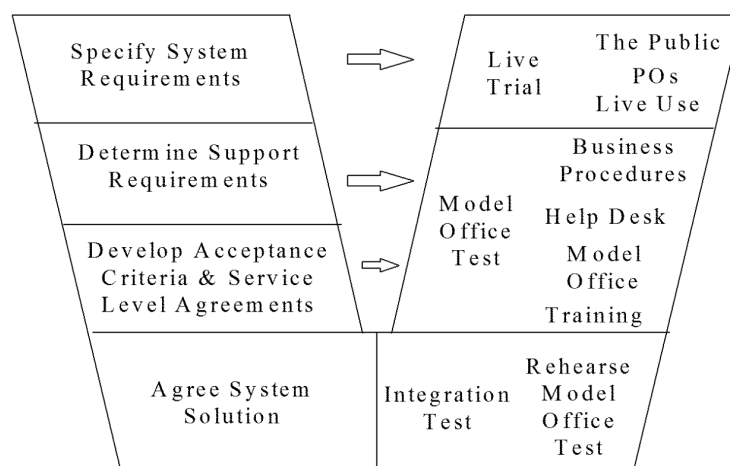 Specify System
Requirements
Determine Support
Requirements
Develop Acceptance
Criteria & Service
Level Agreements
Agree System
Solution
Live
Trial
The Public
POs
Live Use
Model
Office
Test
Business
Procedures
Help Desk
Model
Office
Training
Integration
Test
Rehearse
Model
Office
Test